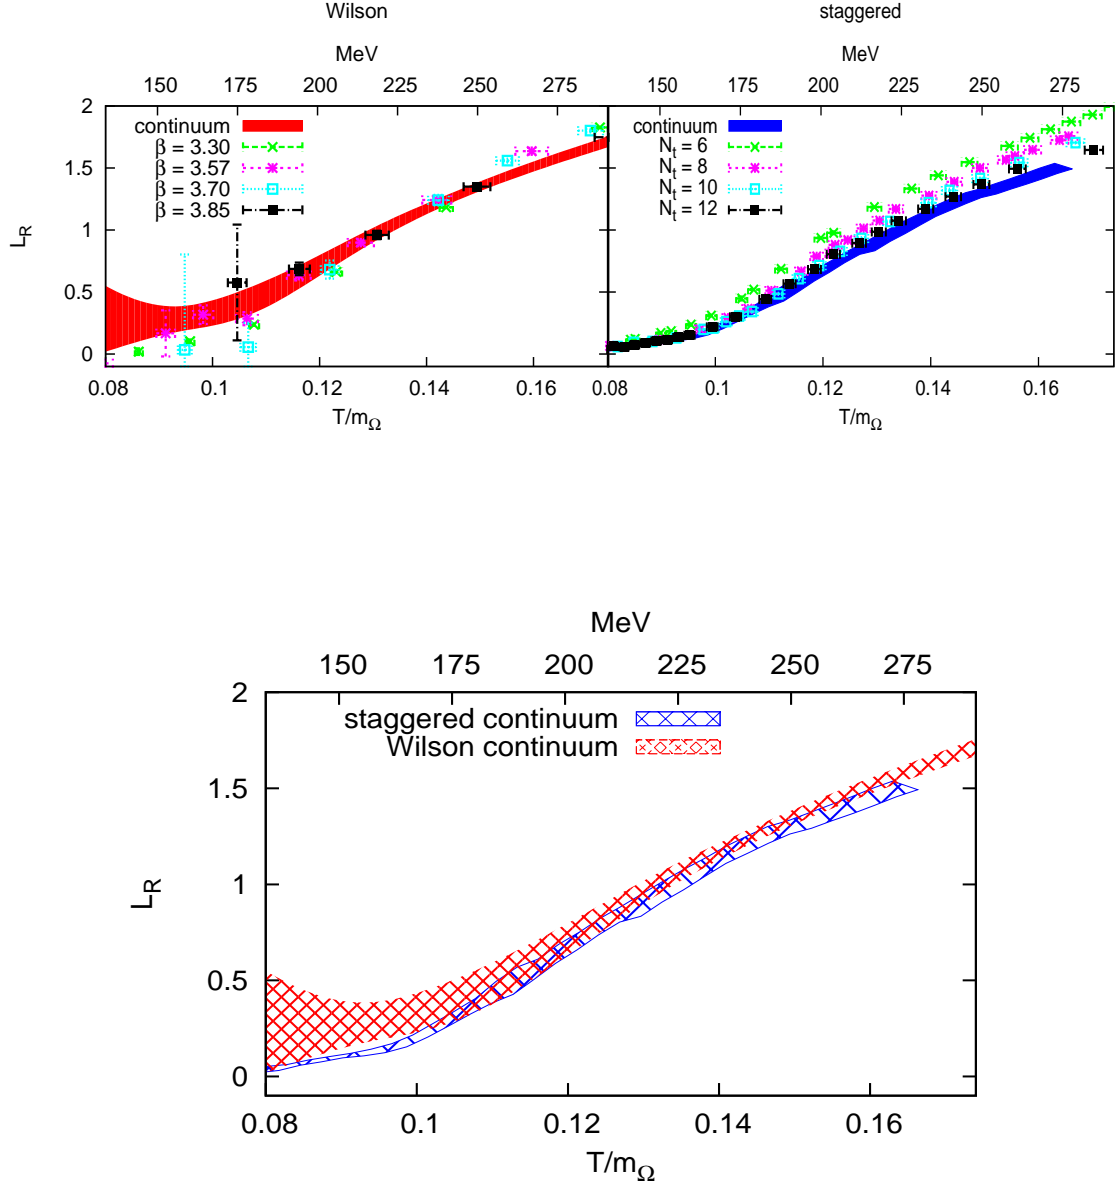 Wilson
staggered
MeV
MeV
150 175 200 225 250 275
150 175 200 225 250 275
2
1.5
1
0.5
0
L_R
continuum
β = 3.30
β = 3.57
β = 3.70
β = 3.85
continuum
N_t = 6
N_t = 8
N_t = 10
N_t = 12
0.08 0.1 0.12 0.14 0.16
0.08 0.1 0.12 0.14 0.16
T/m_Ω
T/m_Ω
MeV
150 175 200 225 250 275
2
1.5
1
0.5
0
L_R
staggered continuum
Wilson continuum
0.08 0.1 0.12 0.14 0.16
T/m_Ω